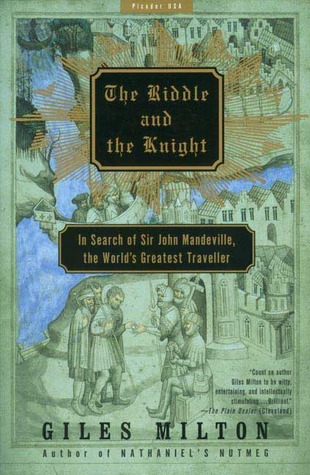 Picador USA
The Riddle
and
the Knight
In Search of Sir John Mandeville,
the World's Greatest Traveller
"Count on author
Giles Milton to be witty,
entertaining, and intellectually
stimulating . . . Brilliant."
—The Plain Dealer (Cleveland)
GILES MILTON
Author of NATHANIEL'S NUTMEG